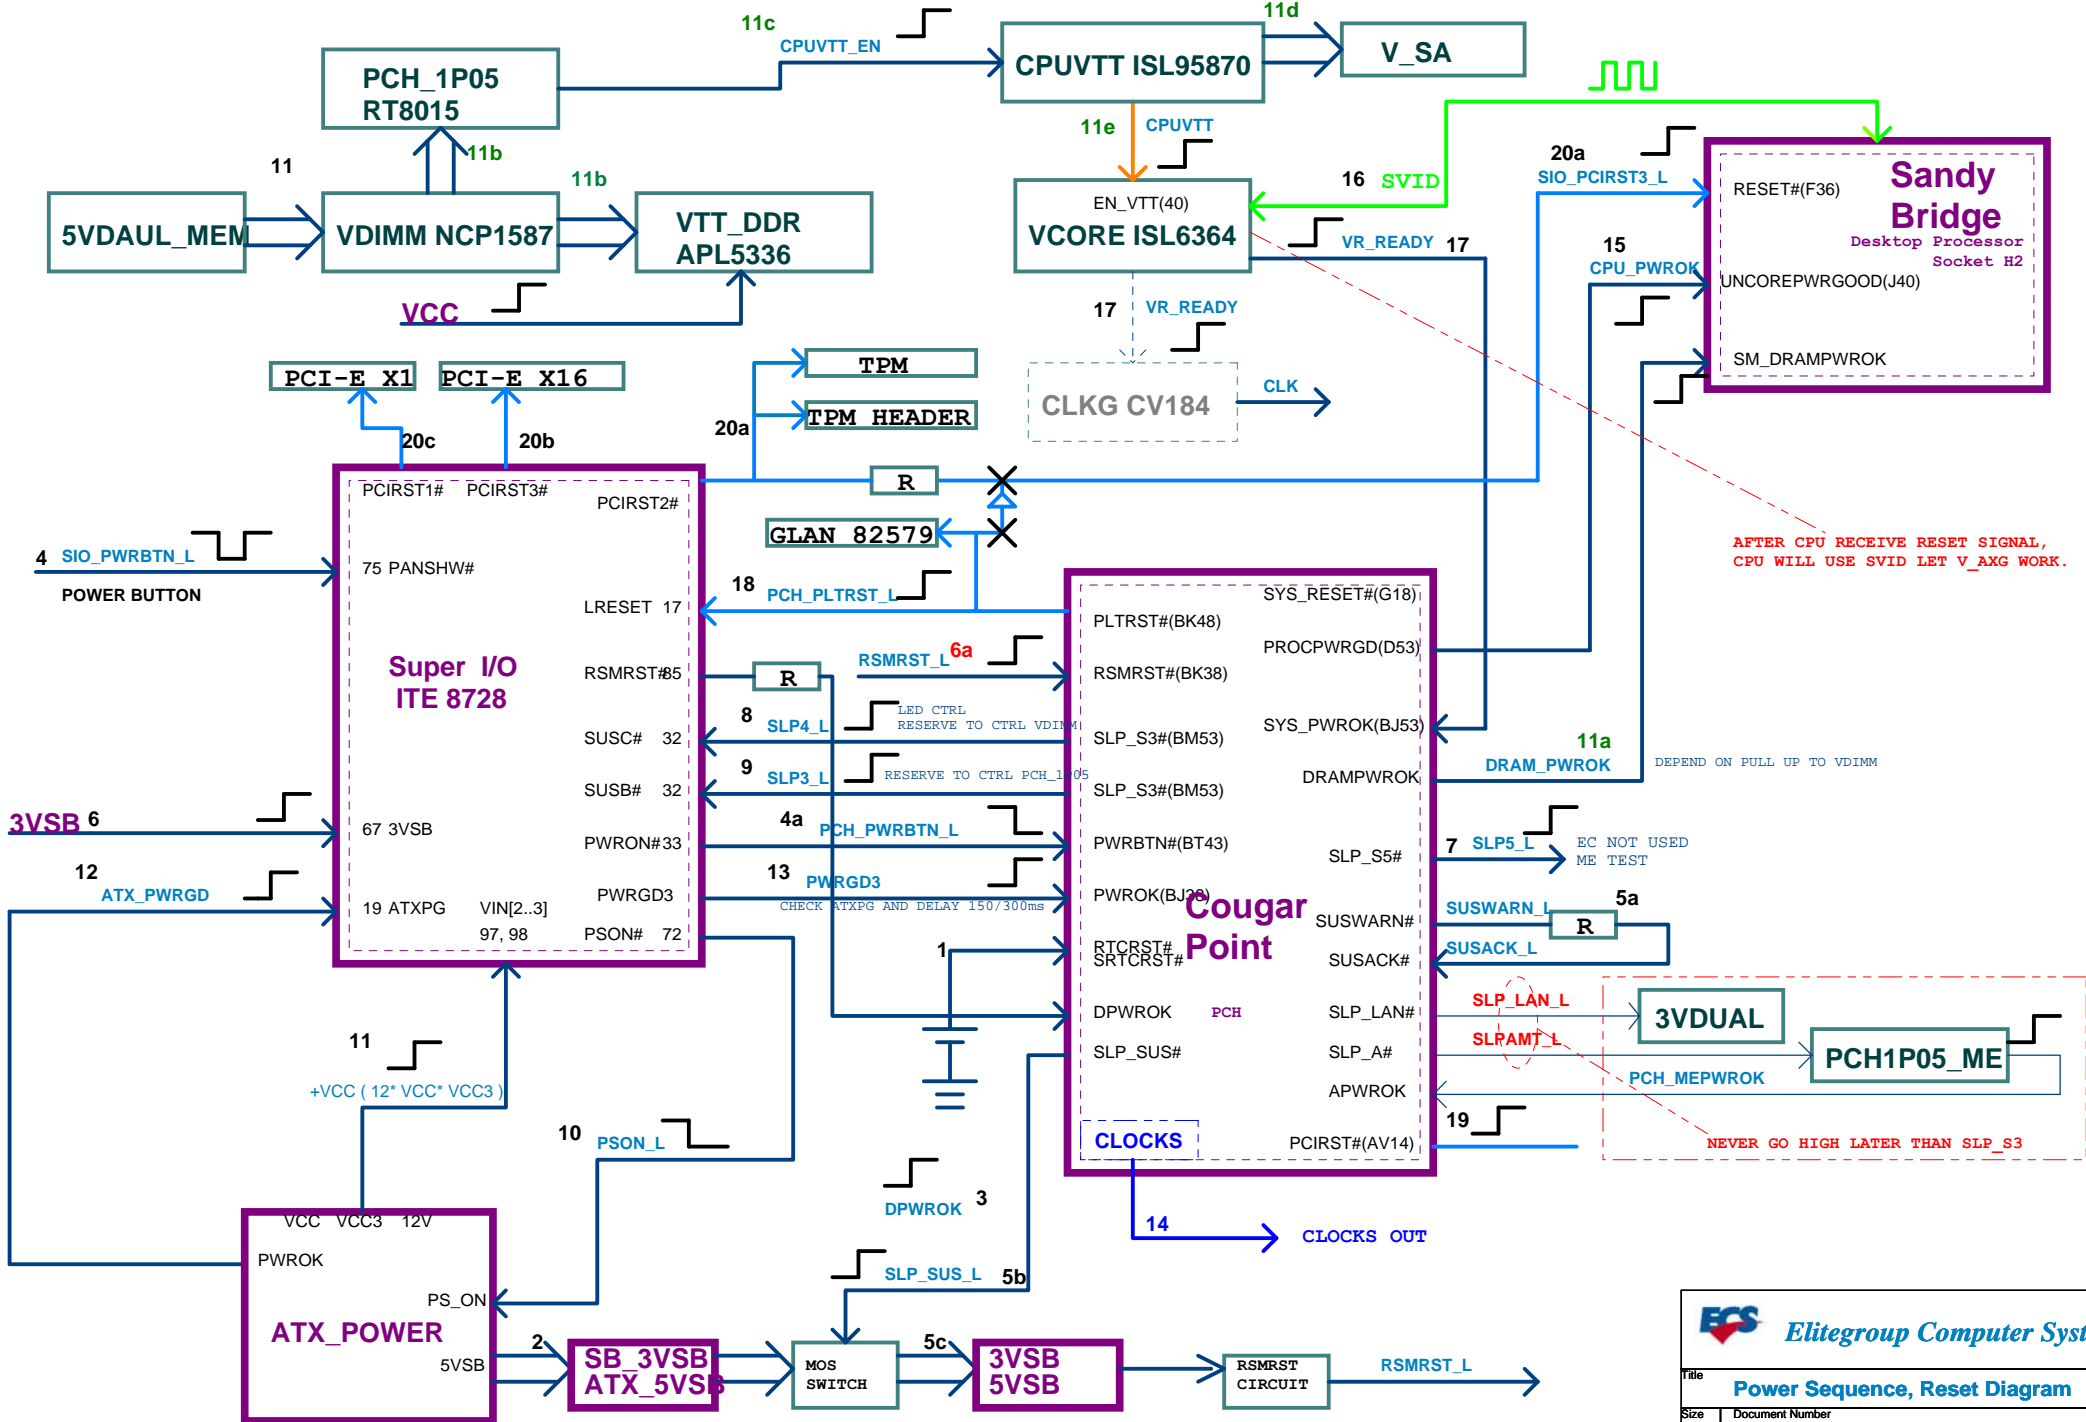 11c
CPUVTT_EN
11d
PCH_1P05
RT8015
CPUVTT ISL95870
V_SA
11
11b
11b
11e
CPUVTT
5VDAUL_MEM
VDIMM NCP1587
VTT_DDR
APL5336
EN_VTT(40)
VCORE ISL6364
16 SVID
VR_READY 17
20a
SIO_PCIRST3_L
RESET#(F36)
Sandy
Bridge
Desktop Processor
Socket H2
15
CPU_PWROK
UNCOREPWRGOOD(J40)
SM_DRAMPWROK
VCC
17 VR_READY
PCI-E X1
PCI-E X16
TPM
TPM HEADER
20a
CLKG CV184
CLK
20c
20b
PCIRST1# PCIRST3#
PCIRST2#
R
GLAN 82579
AFTER CPU RECEIVE RESET SIGNAL,
CPU WILL USE SVID LET V_AXG WORK.
4 SIO_PWRBTN_L
POWER BUTTON
75 PANSHW#
LRESET 17
18 PCH_PLTRST_L
SYS_RESET#(G18)
PLTRST#(BK48)
PROCPWRGD(D53)
Super I/O
ITE 8728
RSMRST#85
R
RSMRST_L 6a
RSMRST#(BK38)
8 SLP4_L
LED CTRL
RESERVE TO CTRL VDIMM
SUSC# 32
SLP_S3#(BM53)
SYS_PWROK(BJ53)
9 SLP3_L
RESERVE TO CTRL PCH_1P05
SUSB# 32
SLP_S3#(BM53)
DRAMPWROK
11a
DRAM_PWROK
DEPEND ON PULL UP TO VDIMM
3VSB 6
67 3VSB
4a PCH_PWRBTN_L
PWRON#33
PWRBTN#(BT43)
SLP_S5#
7 SLP5_L
EC NOT USED
ME TEST
12
ATX_PWRGD
19 ATXPG
VIN[2..3]
97, 98
PWRGD3
13 PWRGD3
CHECK ATXPG AND DELAY 150/300ms
PWROK(BJ38)
Cougar
Point
PCH
SUSWARN#
SUSWARN_L
5a
R
PSON# 72
1
RTCRST#
SRTCRST#
SUSACK#
SUSACK_L
DPWROK
SLP_LAN#
SLP_LAN_L
3VDUAL
SLP_SUS#
SLP_A#
SLPAMT_L
PCH1P05_ME
APWROK
PCH_MEPWROK
11
+VCC ( 12* VCC* VCC3 )
10 PSON_L
CLOCKS
PCIRST#(AV14)
19
NEVER GO HIGH LATER THAN SLP_S3
DPWROK 3
14
CLOCKS OUT
VCC VCC3 12V
PWROK
PS_ON
ATX_POWER
5VSB
SLP_SUS_L 5b
2
SB_3VSB
ATX_5VSB
MOS
SWITCH
5c
3VSB
5VSB
RSMRST
CIRCUIT
RSMRST_L
ECS
Elitegroup Computer Syst
Title
Power Sequence, Reset Diagram
Size
Document Number